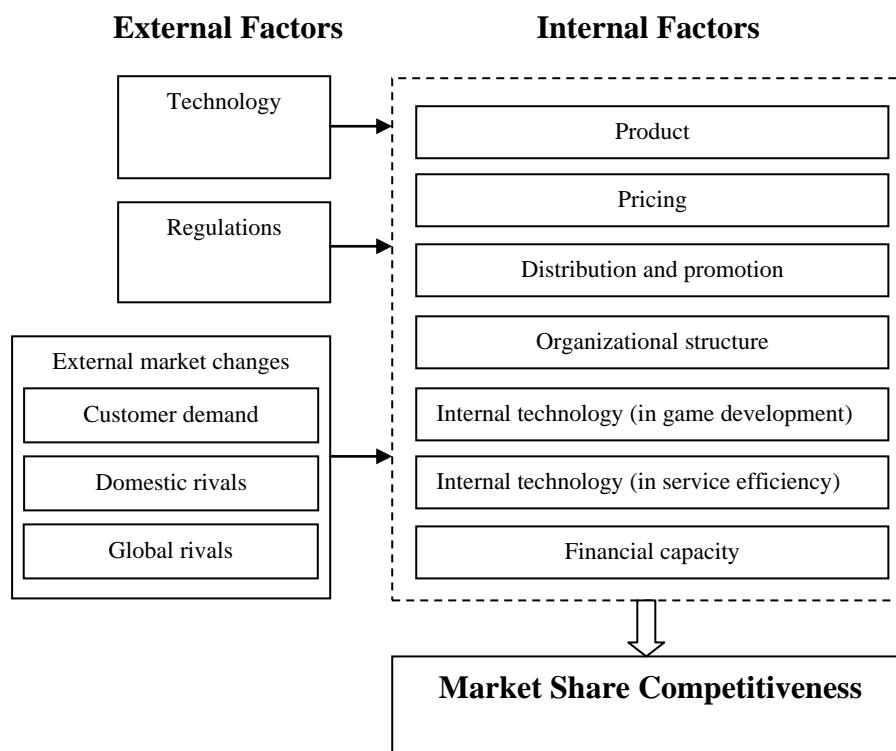 External Factors
Internal Factors
Technology
Regulations
External market changes
Customer demand
Domestic rivals
Global rivals
Product
Pricing
Distribution and promotion
Organizational structure
Internal technology (in game development)
Internal technology (in service efficiency)
Financial capacity
Market Share Competitiveness